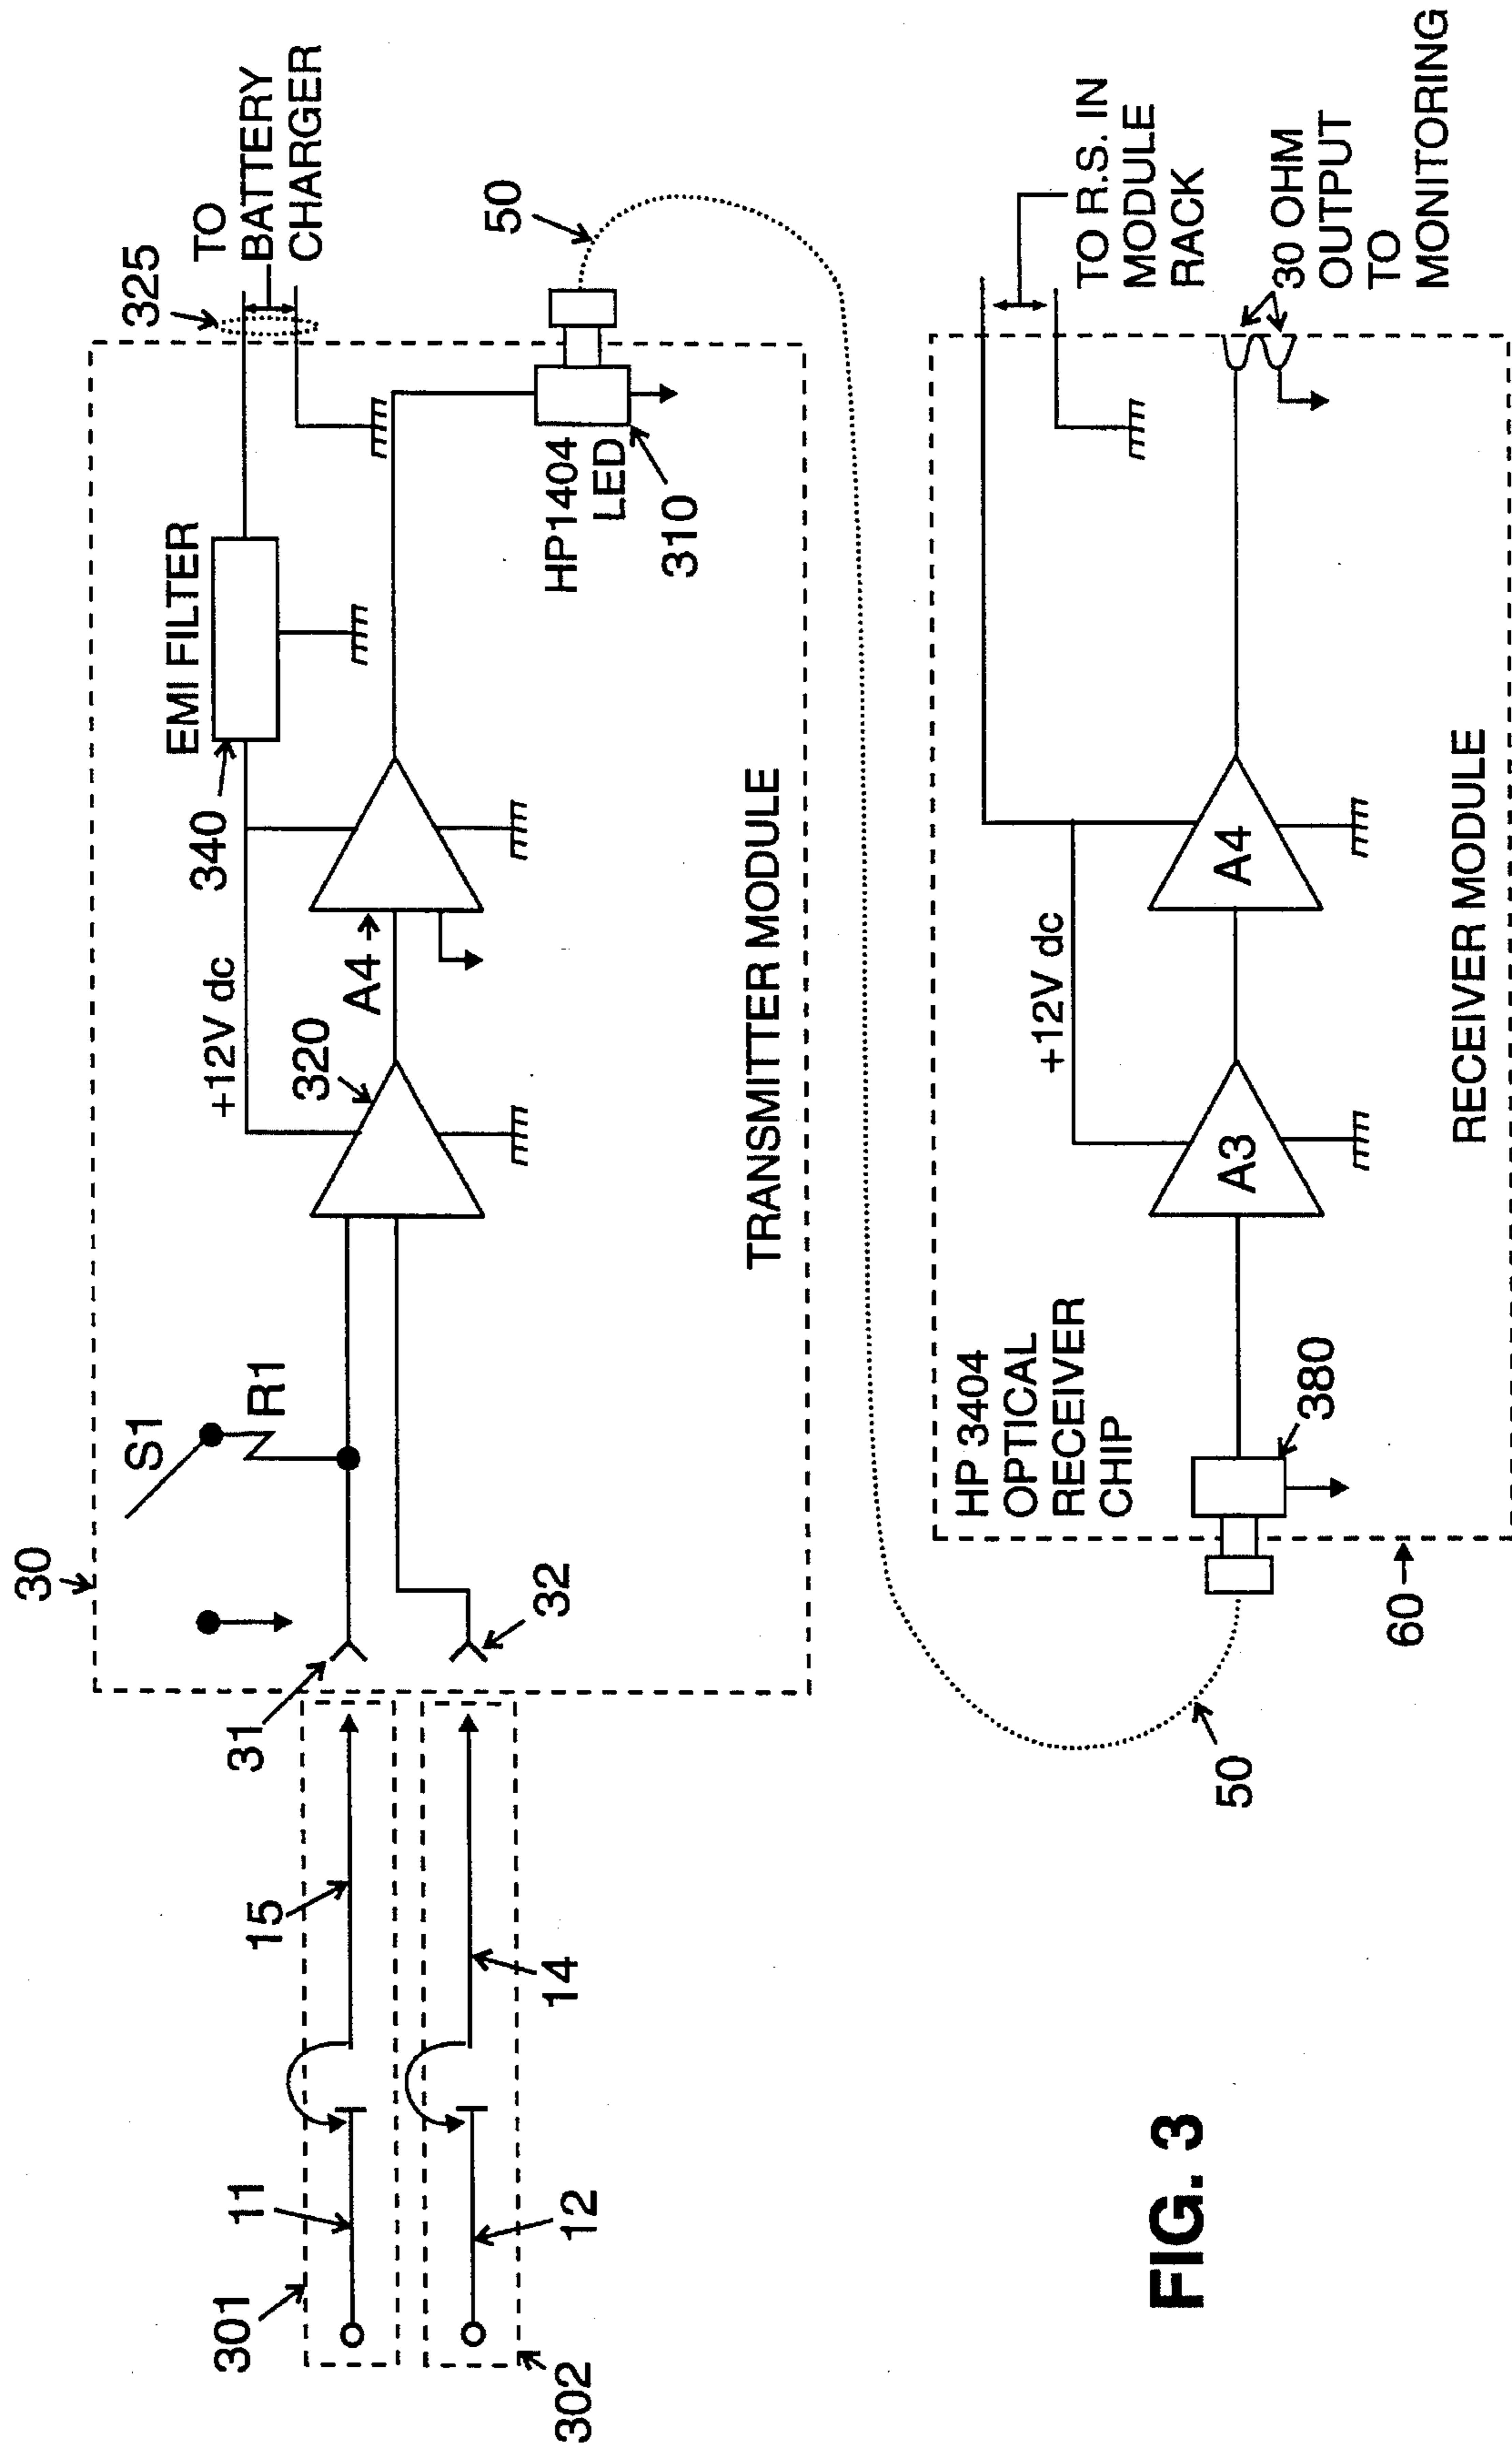 30
S1
R1
31
32
+12V dc
320
A4
340
EMI FILTER
325
TO
BATTERY
CHARGER
HP1404
LED
310
50
TRANSMITTER MODULE
301
11
15
302
12
14
HP 3404
OPTICAL
RECEIVER
CHIP
380
60
50
+12V dc
A3
A4
TO R.S. IN
MODULE
RACK
30 OHM
OUTPUT
TO
MONITORING
RECEIVER MODULE
FIG. 3